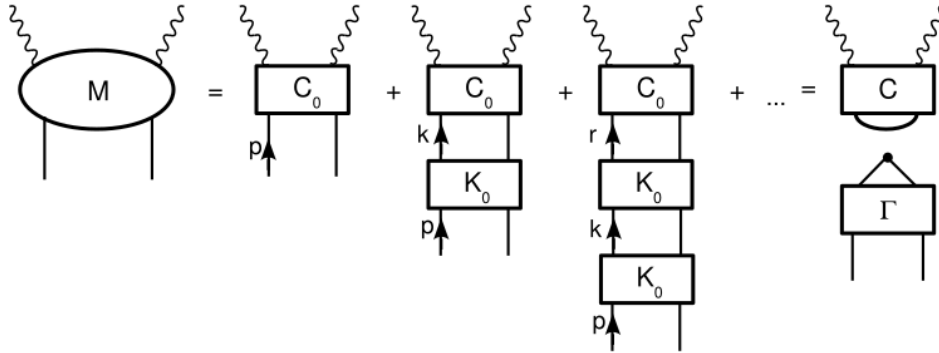 M = C₀ + C₀ + C₀ + ... = C
p k r
K₀ K₀ Γ
p k
K₀
p